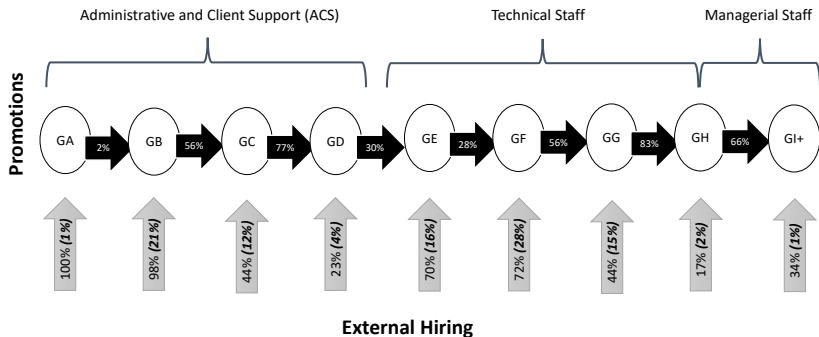 Administrative and Client Support (ACS)
Technical Staff
Managerial Staff
Promotions
GA
2%
GB
56%
GC
77%
GD
30%
GE
28%
GF
56%
GG
83%
GH
66%
GI+
100% (1%)
98% (21%)
44% (12%)
23% (4%)
70% (16%)
72% (28%)
44% (15%)
17% (2%)
34% (1%)
External Hiring